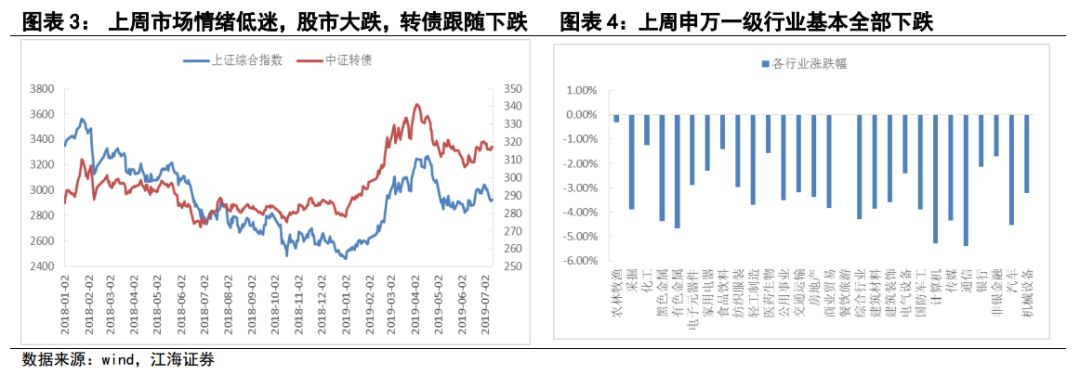 图表 3： 上周市场情绪低迷，股市大跌，转债跟随下跌
上证综合指数
中证转债
3800
3600
3400
3200
3000
2800
2600
2400
350
340
330
320
310
300
290
280
270
260
250
2018-01-02
2018-02-02
2018-03-02
2018-04-02
2018-05-02
2018-06-02
2018-07-02
2018-08-02
2018-09-02
2018-10-02
2018-11-02
2018-12-02
2019-01-02
2019-02-02
2019-03-02
2019-04-02
2019-05-02
2019-06-02
2019-07-02
图表 4：上周申万一级行业基本全部下跌
各行业涨跌幅
1.00%
0.00%
-1.00%
-2.00%
-3.00%
-4.00%
-5.00%
-6.00%
农林牧渔
采掘
化工
黑色金属
有色金属
电子元器件
家用电器
食品饮料
纺织服装
轻工制造
医药生物
公用事业
交通运输
房地产
商业贸易
餐饮旅游
综合行业
建筑材料
建筑装饰
电气设备
国防军工
计算机
传媒
通信
银行
非银金融
汽车
机械设备
数据来源：wind，江海证券